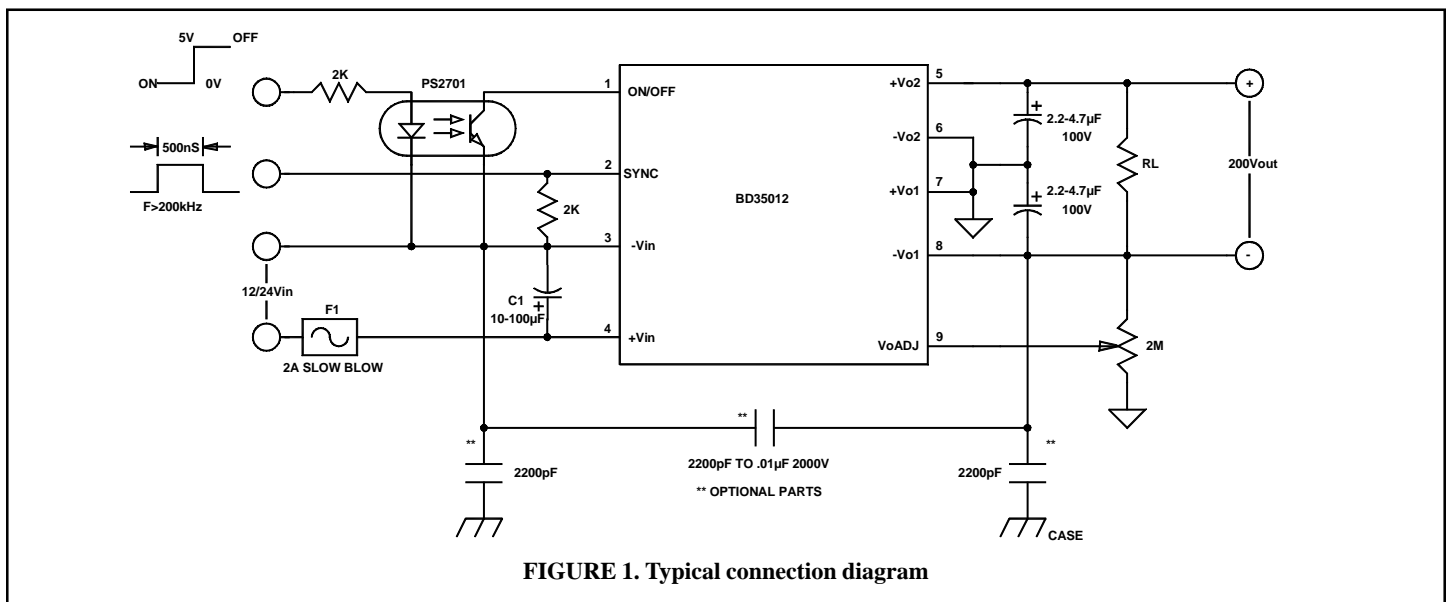 5V OFF
ON 0V
2K
PS2701
500nS
F>200kHz
12/24Vin
F1
2A SLOW BLOW
2K
C1
+
10-100µF
1
ON/OFF
2
SYNC
3
-Vin
4
+Vin
BD35012
5
+Vo2
6
-Vo2
7
+Vo1
8
-Vo1
9
VoADJ
+
2.2-4.7µF
100V
+
2.2-4.7µF
100V
RL
+
200Vout
-
2M
**
2200pF
**
2200pF TO .01µF 2000V
** OPTIONAL PARTS
**
2200pF
CASE
FIGURE 1. Typical connection diagram